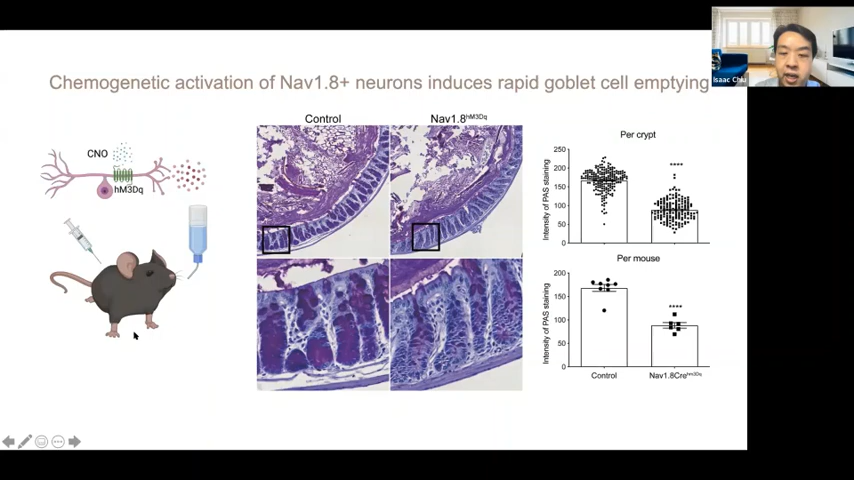 Isaac Chiu
Chemogenetic activation of Nav1.8+ neurons induces rapid goblet cell emptying
CNO
hM3Dq
Control
Nav1.8hM3Dq
Per crypt
Intensity of PAS staining
250
200
150
100
50
0
****
Per mouse
Intensity of PAS staining
200
150
100
50
0
****
Control
Nav1.8Crehm3Dq